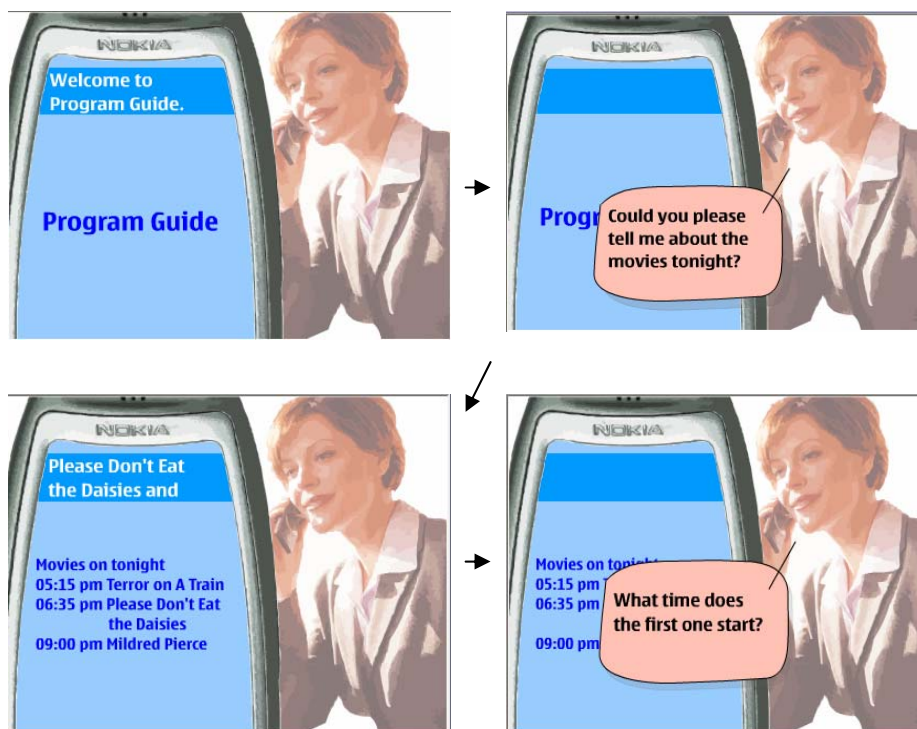 NOKIA
Welcome to
Program Guide.
Program Guide
NOKIA
Progr
Could you please
tell me about the
movies tonight?
NOKIA
Please Don't Eat
the Daisies and
Movies on tonight
05:15 pm Terror on A Train
06:35 pm Please Don't Eat
the Daisies
09:00 pm Mildred Pierce
NOKIA
Movies on tonight
05:15 pm T
06:35 pm
09:00 pm
What time does
the first one start?